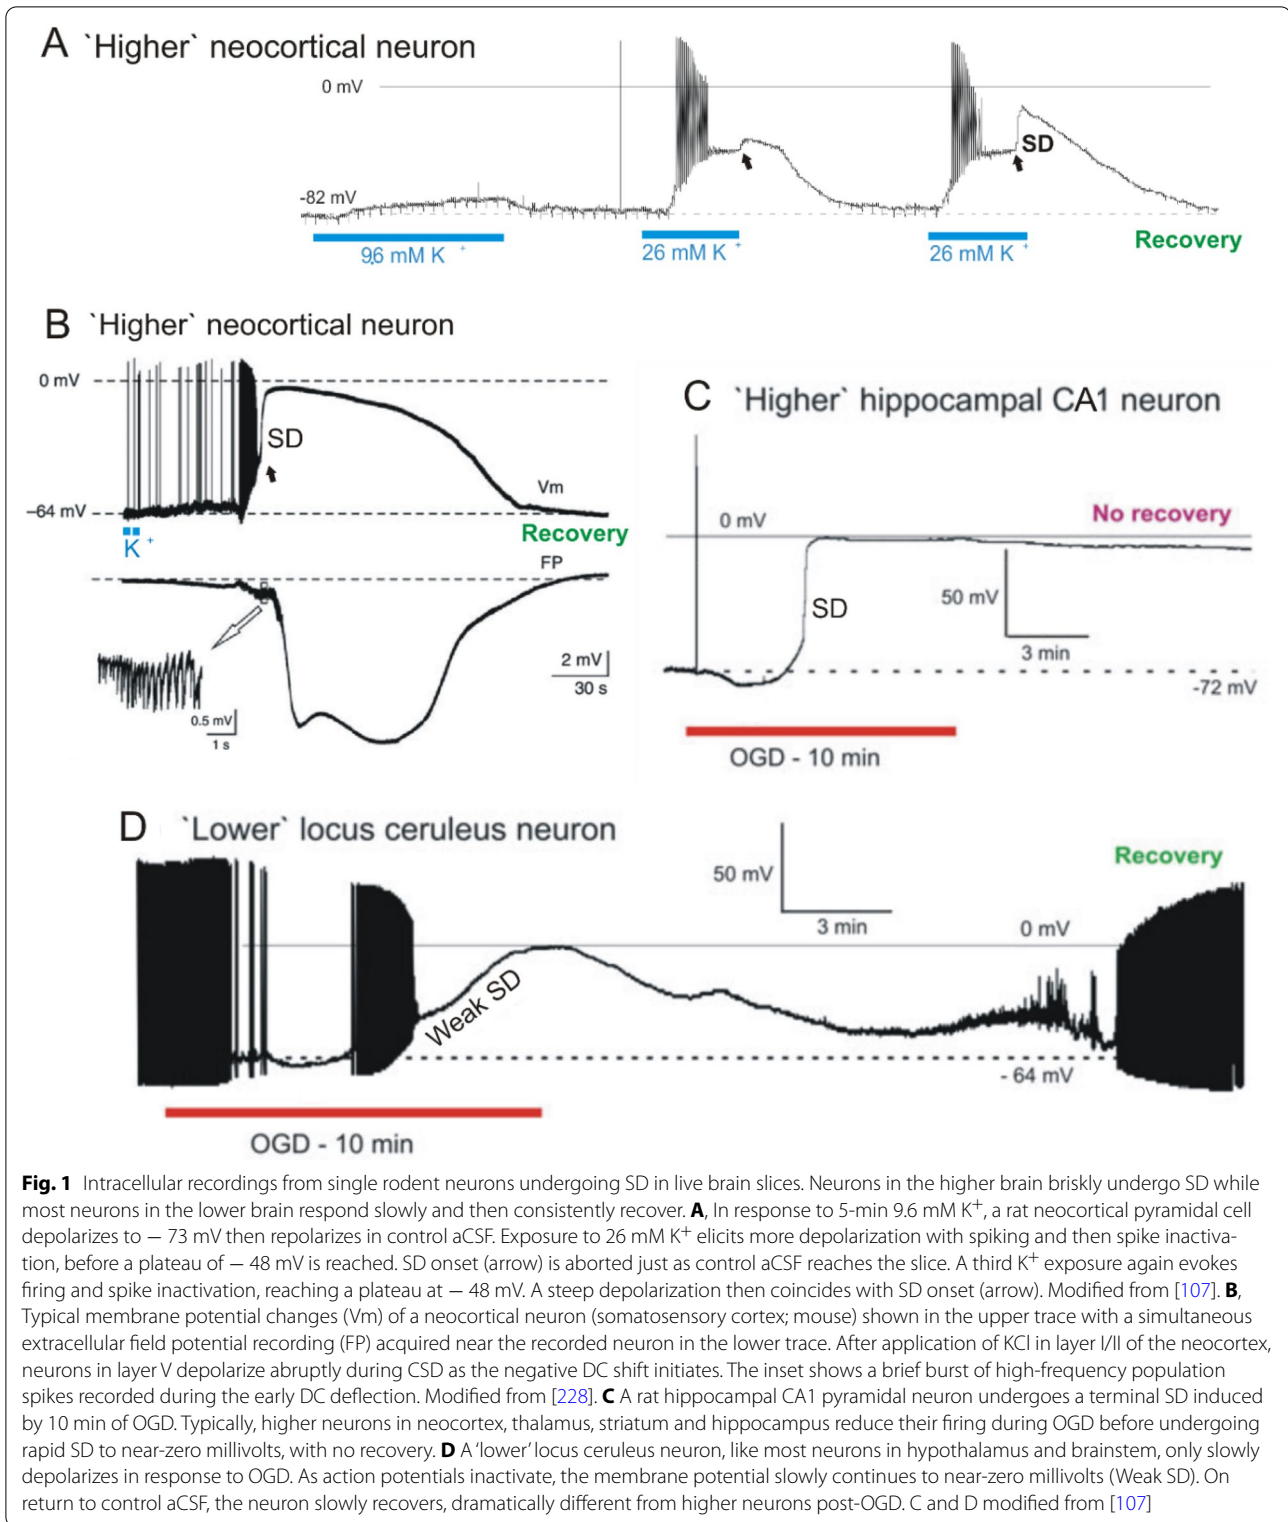 A `Higher` neocortical neuron
0 mV
-82 mV
SD
9.6 mM K +
26 mM K +
26 mM K +
Recovery
B `Higher` neocortical neuron
0 mV
SD
Vm
−64 mV
K +
Recovery
FP
2 mV
30 s
0.5 mV
1 s
C `Higher` hippocampal CA1 neuron
0 mV
No recovery
SD
50 mV
3 min
-72 mV
OGD - 10 min
D `Lower` locus ceruleus neuron
50 mV
3 min
Recovery
0 mV
Weak SD
- 64 mV
OGD - 10 min
Fig. 1 Intracellular recordings from single rodent neurons undergoing SD in live brain slices. Neurons in the higher brain briskly undergo SD while
most neurons in the lower brain respond slowly and then consistently recover. A, In response to 5-min 9.6 mM K+, a rat neocortical pyramidal cell
depolarizes to − 73 mV then repolarizes in control aCSF. Exposure to 26 mM K+ elicits more depolarization with spiking and then spike inactiva-
tion, before a plateau of − 48 mV is reached. SD onset (arrow) is aborted just as control aCSF reaches the slice. A third K+ exposure again evokes
firing and spike inactivation, reaching a plateau at − 48 mV. A steep depolarization then coincides with SD onset (arrow). Modified from [107]. B,
Typical membrane potential changes (Vm) of a neocortical neuron (somatosensory cortex; mouse) shown in the upper trace with a simultaneous
extracellular field potential recording (FP) acquired near the recorded neuron in the lower trace. After application of KCl in layer I/II of the neocortex,
neurons in layer V depolarize abruptly during CSD as the negative DC shift initiates. The inset shows a brief burst of high-frequency population
spikes recorded during the early DC deflection. Modified from [228]. C A rat hippocampal CA1 pyramidal neuron undergoes a terminal SD induced
by 10 min of OGD. Typically, higher neurons in neocortex, thalamus, striatum and hippocampus reduce their firing during OGD before undergoing
rapid SD to near-zero millivolts, with no recovery. D A 'lower' locus ceruleus neuron, like most neurons in hypothalamus and brainstem, only slowly
depolarizes in response to OGD. As action potentials inactivate, the membrane potential slowly continues to near-zero millivolts (Weak SD). On
return to control aCSF, the neuron slowly recovers, dramatically different from higher neurons post-OGD. C and D modified from [107]